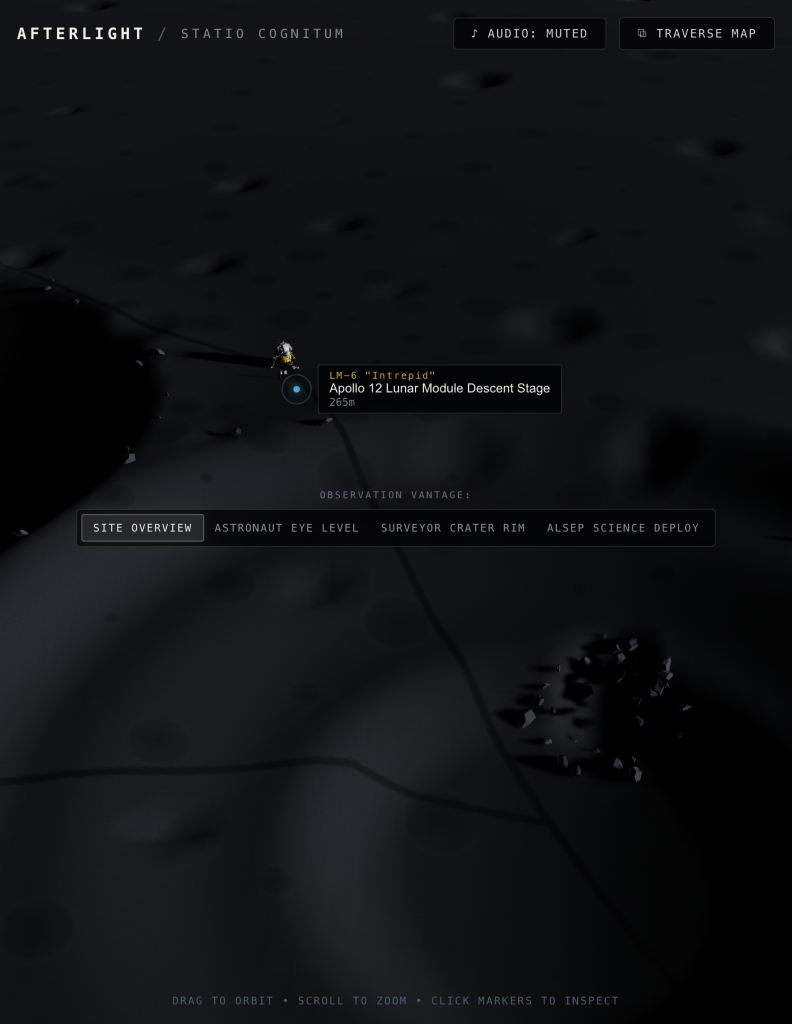 AFTERLIGHT / STATIO COGNITUM
♪ AUDIO: MUTED
TRAVERSE MAP
LM-6 "Intrepid"
Apollo 12 Lunar Module Descent Stage
265m
OBSERVATION VANTAGE:
SITE OVERVIEW
ASTRONAUT EYE LEVEL
SURVEYOR CRATER RIM
ALSEP SCIENCE DEPLOY
DRAG TO ORBIT • SCROLL TO ZOOM • CLICK MARKERS TO INSPECT